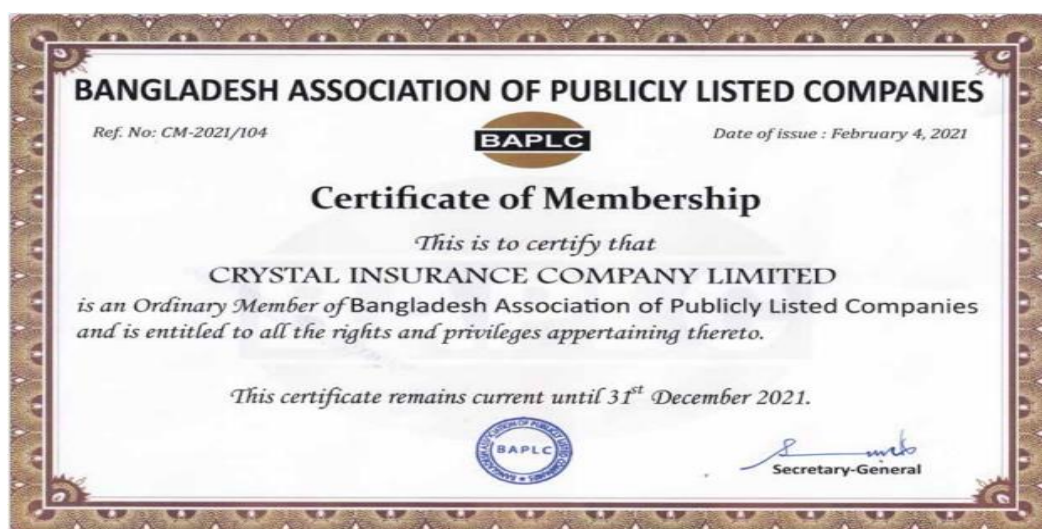 BANGLADESH ASSOCIATION OF PUBLICLY LISTED COMPANIES
Ref. No: CM-2021/104
BAPLC
Date of issue : February 4, 2021
Certificate of Membership
This is to certify that
CRYSTAL INSURANCE COMPANY LIMITED
is an Ordinary Member of Bangladesh Association of Publicly Listed Companies
and is entitled to all the rights and privileges appertaining thereto.
This certificate remains current until 31st December 2021.
BAPLC
Secretary-General